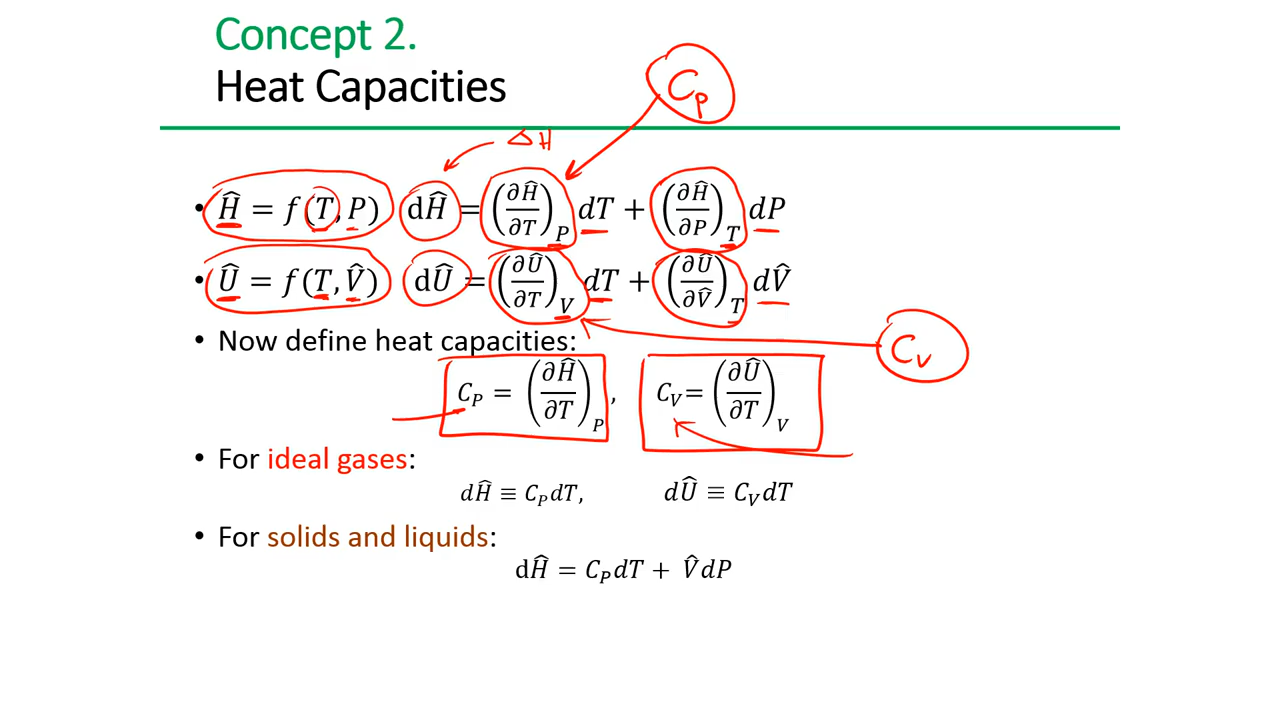 Concept 2.
Heat Capacities
C_P
ΔH
• Ĥ = f(T, P) dĤ = (∂Ĥ/∂T)_P dT + (∂Ĥ/∂P)_T dP
• Û = f(T, V̂) dÛ = (∂Û/∂T)_V dT + (∂Û/∂V̂)_T dV̂
• Now define heat capacities:
C_V
C_P = (∂Ĥ/∂T)_P, C_V= (∂Û/∂T)_V
• For ideal gases:
dĤ ≡ C_P dT, dÛ ≡ C_V dT
• For solids and liquids:
dĤ = C_P dT + V̂dP